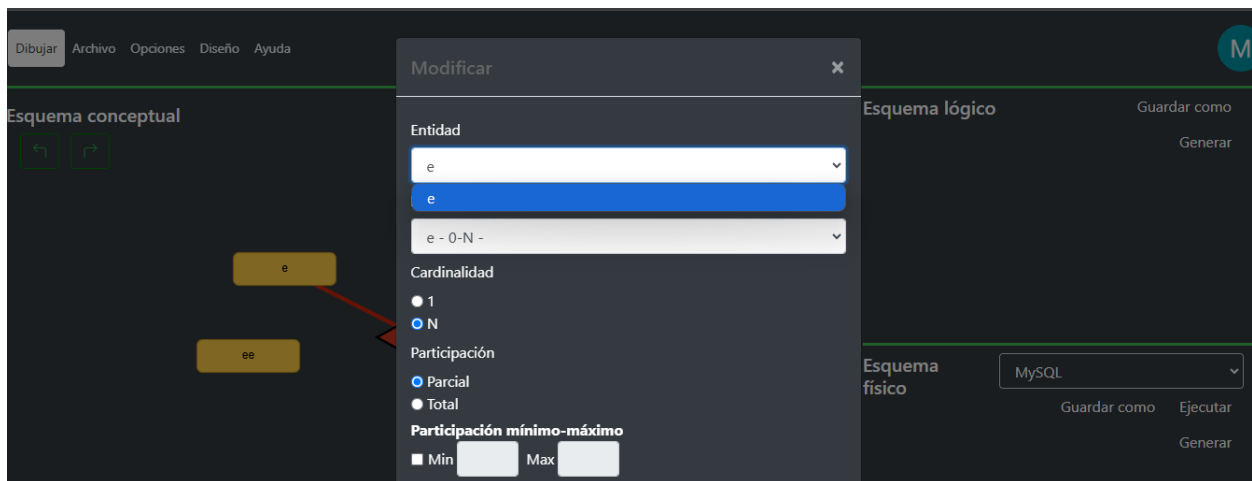 Dibujar Archivo Opciones Diseño Ayuda
M
Modificar ×
Esquema conceptual
Entidad
e
e
e - 0-N -
Cardinalidad
1
N
Participación
Parcial
Total
Participación mínimo-máximo
Min Max
e
ee
Esquema lógico
Guardar como
Generar
Esquema
físico
MySQL
Guardar como Ejecutar
Generar